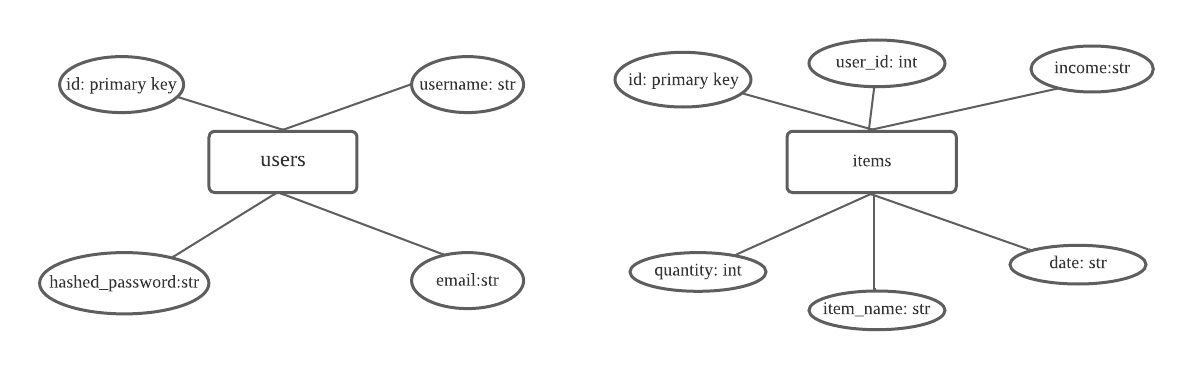 id: primary key
username: str
users
hashed_password:str
email:str
id: primary key
user_id: int
income:str
items
quantity: int
item_name: str
date: str